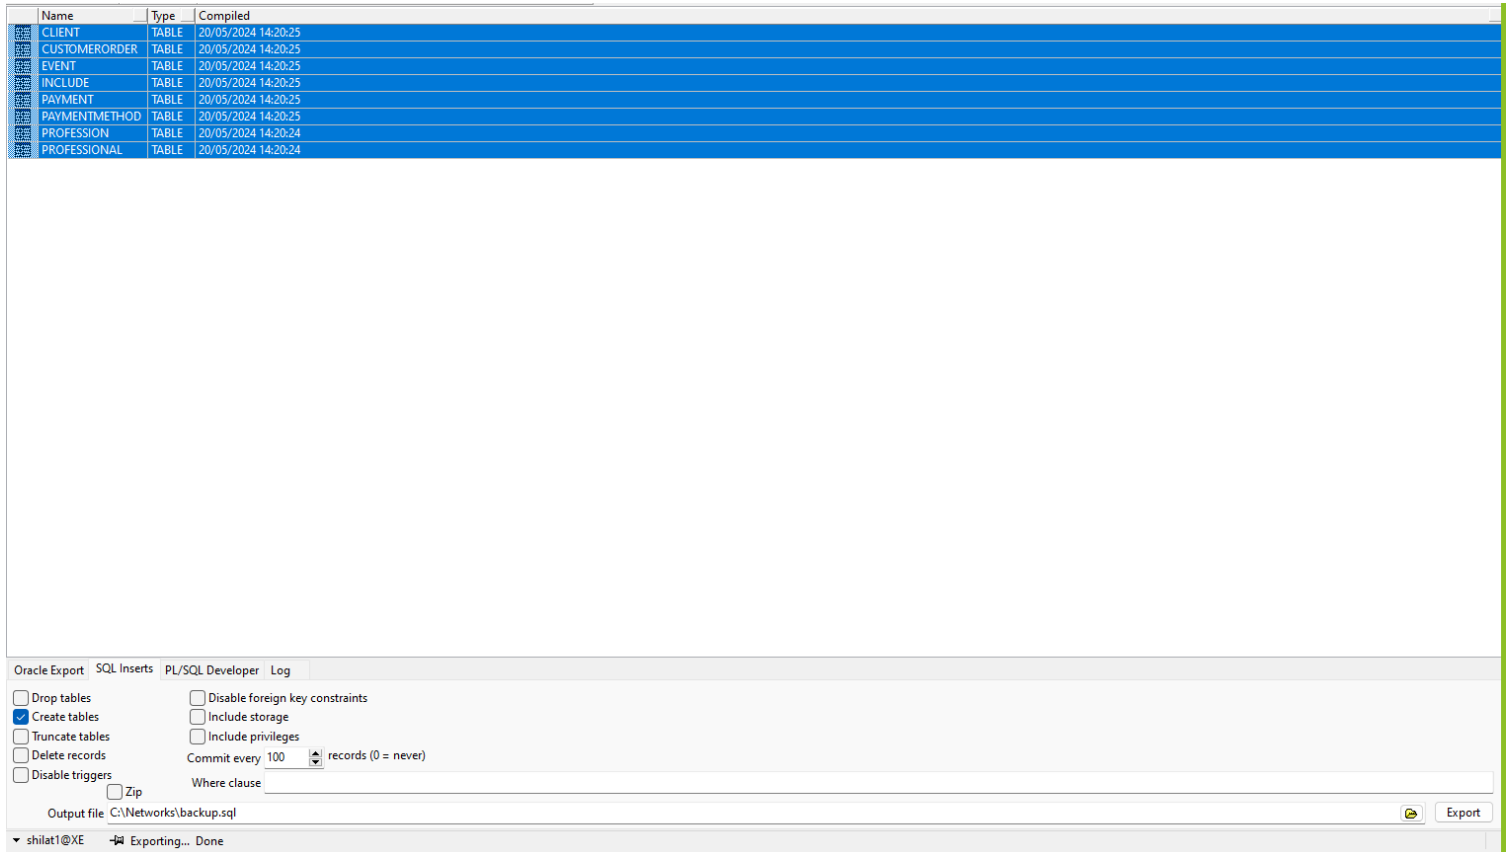 Name Type Compiled
CLIENT TABLE 20/05/2024 14:20:25
CUSTOMERORDER TABLE 20/05/2024 14:20:25
EVENT TABLE 20/05/2024 14:20:25
INCLUDE TABLE 20/05/2024 14:20:25
PAYMENT TABLE 20/05/2024 14:20:25
PAYMENTMETHOD TABLE 20/05/2024 14:20:25
PROFESSION TABLE 20/05/2024 14:20:24
PROFESSIONAL TABLE 20/05/2024 14:20:24
Oracle Export SQL Inserts PL/SQL Developer Log
Drop tables Disable foreign key constraints
Create tables Include storage
Truncate tables Include privileges
Delete records Commit every 100 records (0 = never)
Disable triggers
Zip Where clause
Output file C:\Networks\backup.sql Export
shilat1@XE Exporting... Done